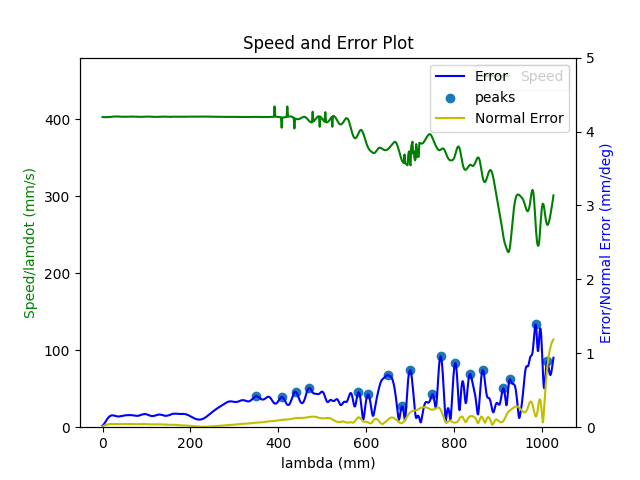 Speed and Error Plot
Speed/lamdot (mm/s)
400
300
200
100
0
Error
Speed
peaks
Normal Error
5
4
3
2
1
0
Error/Normal Error (mm/deg)
0
200
400
600
800
1000
lambda (mm)